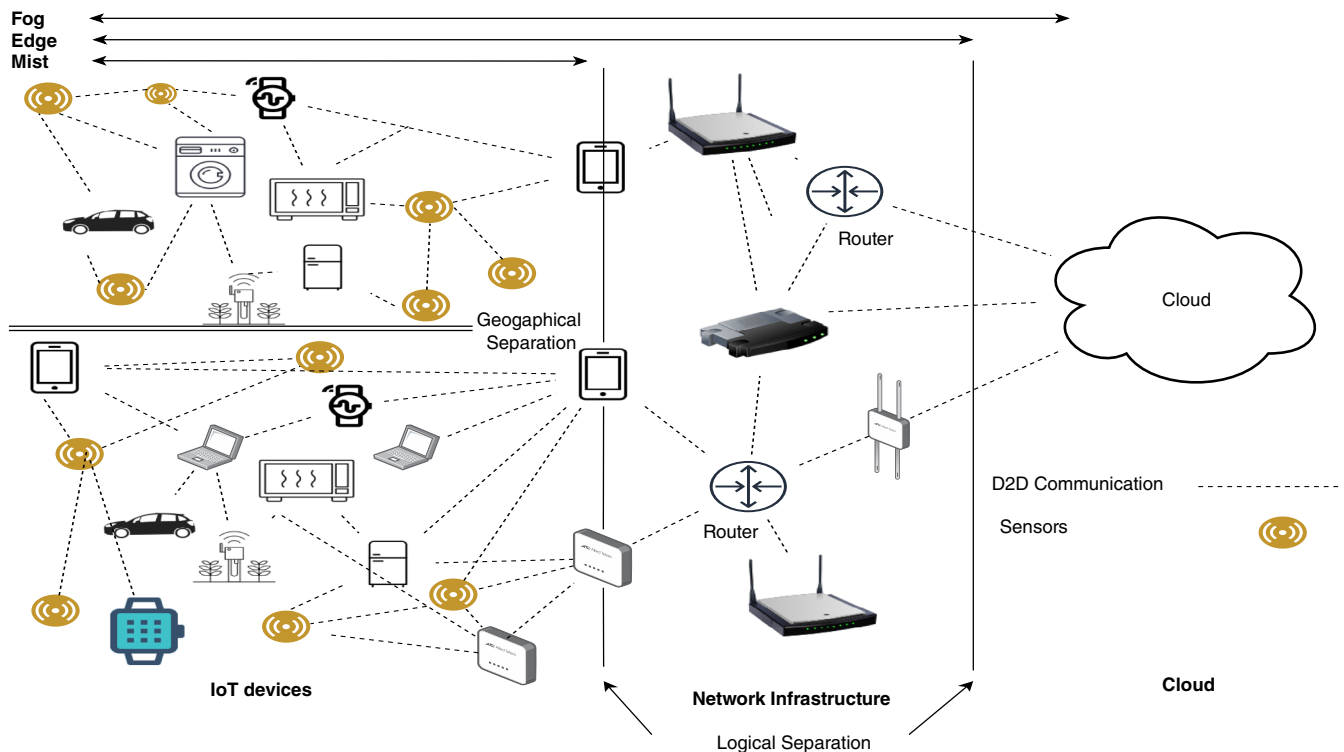 Fog
Edge
Mist
Router
Cloud
Geogaphical
Separation
D2D Communication
Sensors
Router
IoT devices
Network Infrastructure
Cloud
Logical Separation